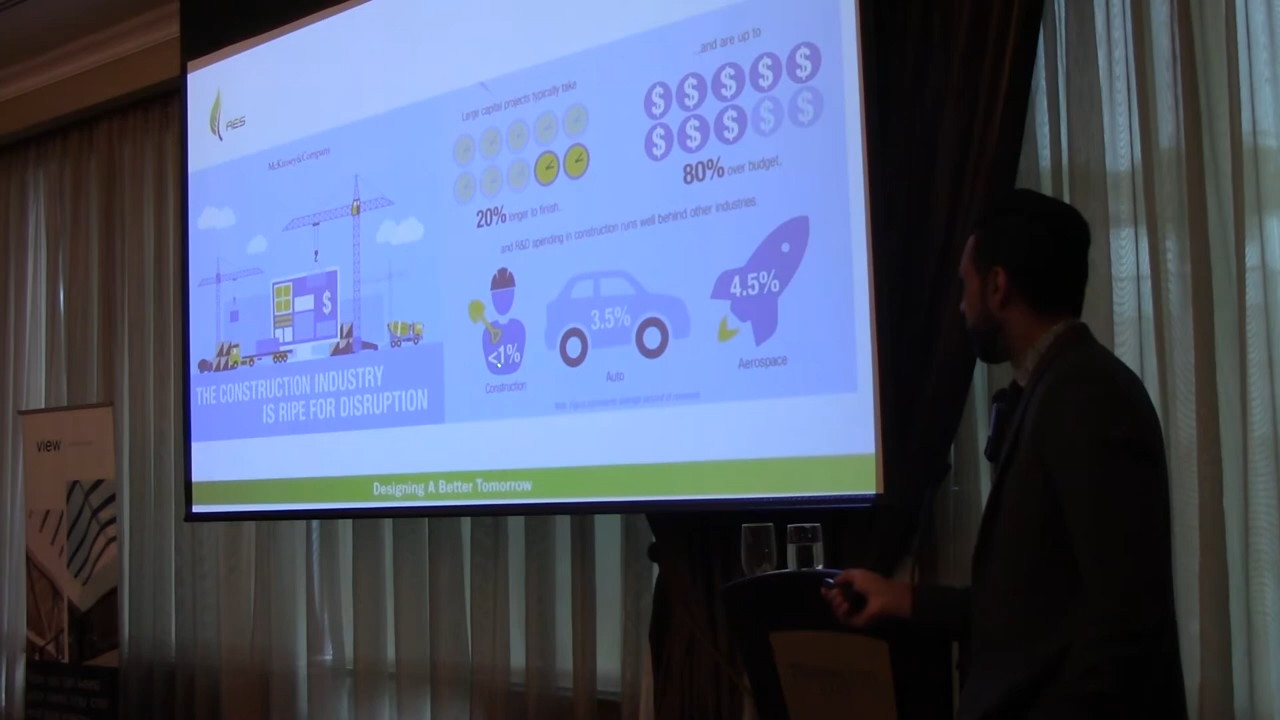 AES
McKinsey&Company
THE CONSTRUCTION INDUSTRY
IS RIPE FOR DISRUPTION
$
Large capital projects typically take
20% longer to finish...
...and are up to
$ $ $ $ $
$ $ $ $ $
80% over budget,
and R&D spending in construction runs well behind other industries.
<1%
Construction
3.5%
Auto
4.5%
Aerospace
Designing A Better Tomorrow
view